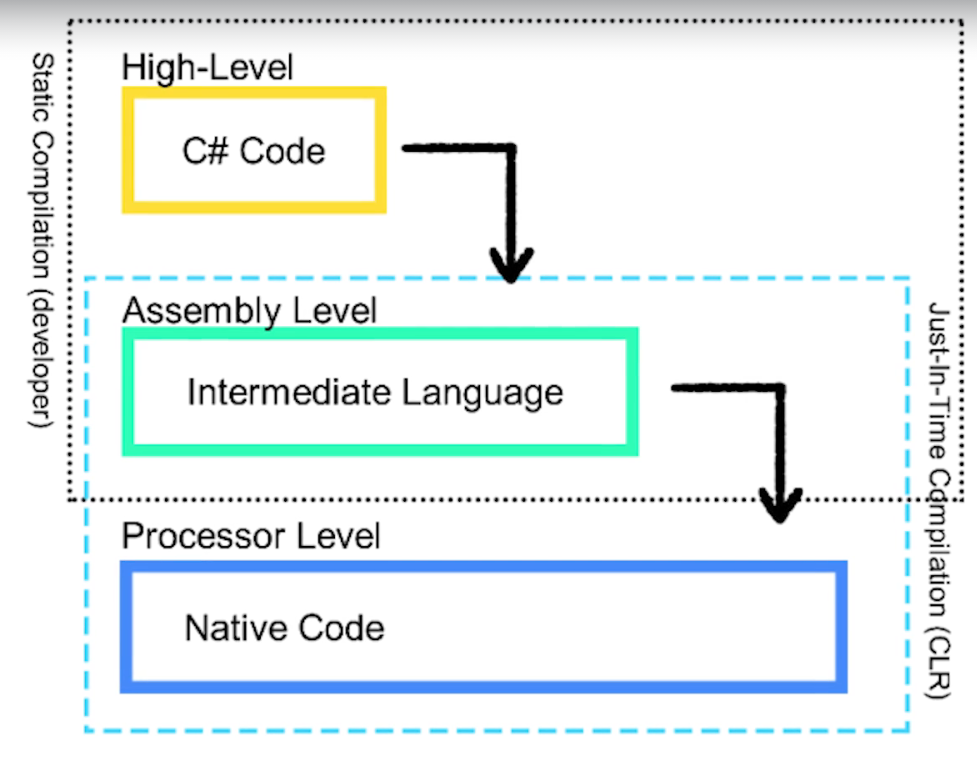 Static Compilation (developer)
High-Level
C# Code
Assembly Level
Intermediate Language
Just-In-Time Compilation (CLR)
Processor Level
Native Code